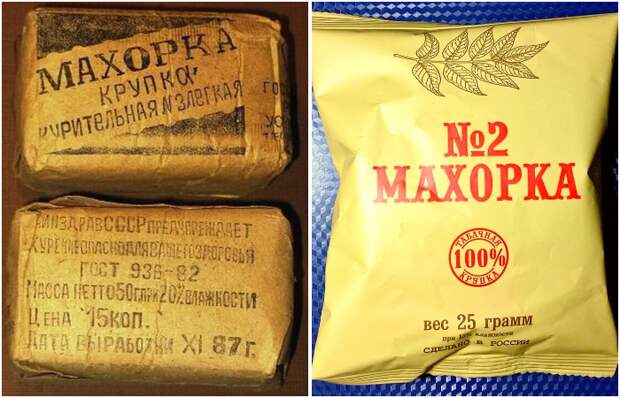 МАХОРКА
КРУПКА
КУРИТЕЛЬНАЯ №3 ЛЕГКАЯ
МИНЗДРАВ СССР ПРЕДУПРЕЖДАЕТ
КУРЕНИЕ ОПАСНО ДЛЯ ВАШЕГО ЗДОРОВЬЯ
ГОСТ 936-82
МАССА НЕТТО 50 Г ПРИ 20% ВЛАЖНОСТИ
ЦЕНА 15 КОП.
ДАТА ВЫРАБОТКИ XI 87 Г.
№2
МАХОРКА
ТАБАЧНАЯ
100%
КРУПКА
вес 25 грамм
влажности
СДЕЛАНО В РОССИИ